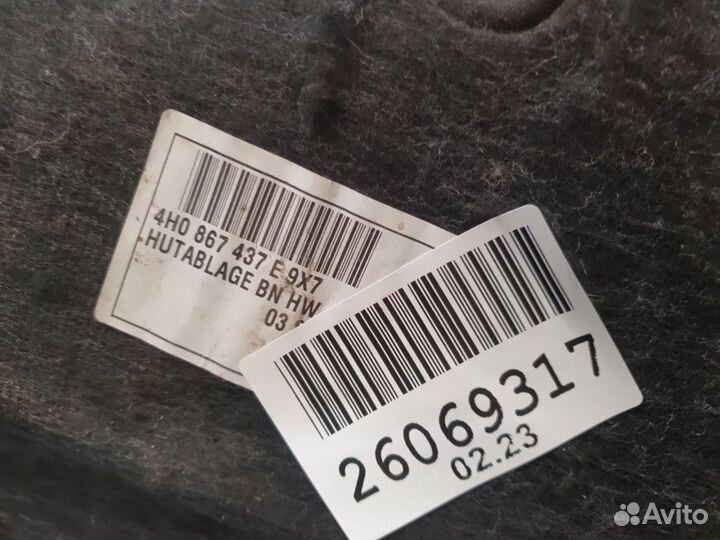 4H0 867 437 E 9X7
HUTABLAGE BN HW
03
26069317
02.23
Avito